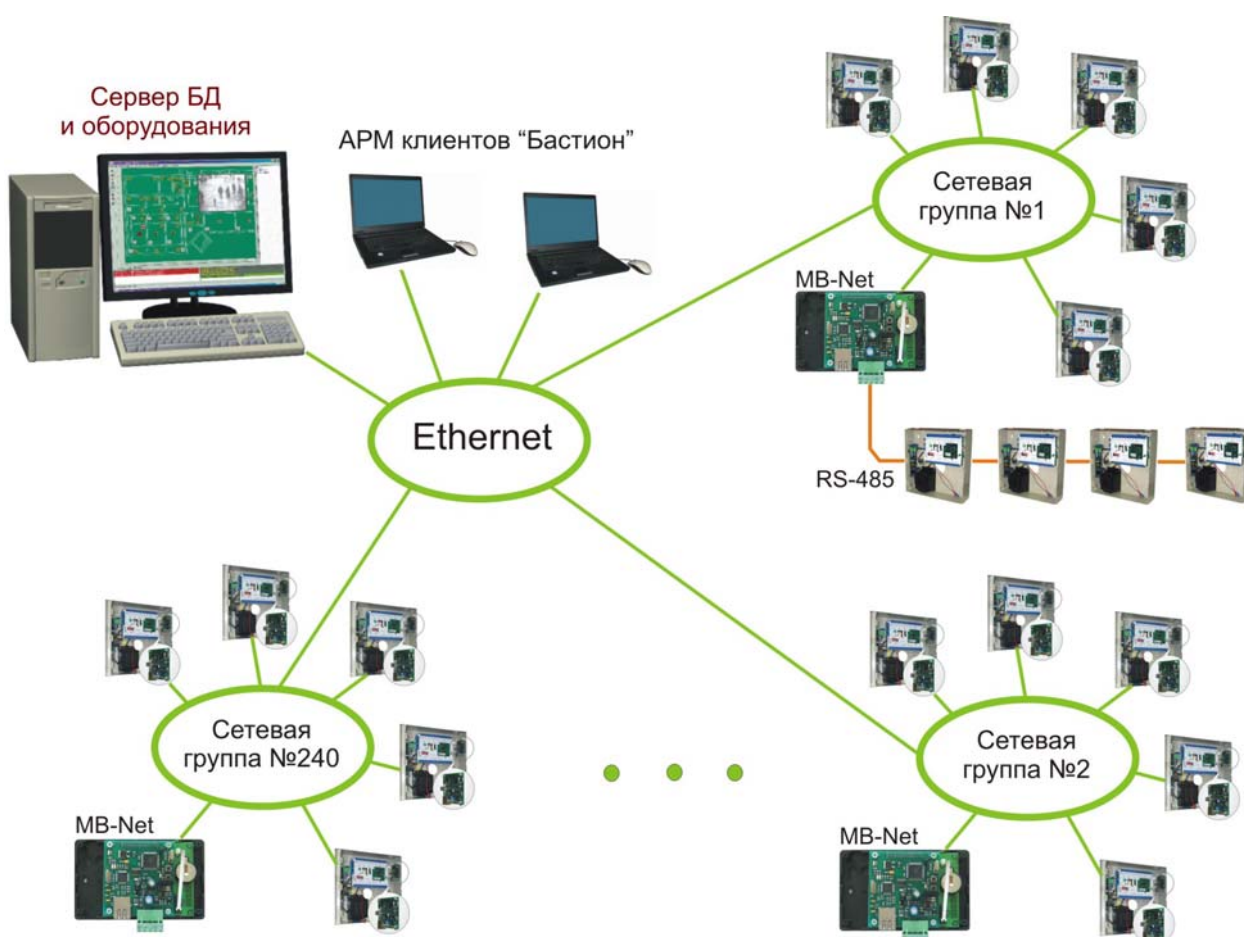 Сервер БД
и оборудования
АРМ клиентов “Бастион”
Сетевая
группа №1
MB-Net
Ethernet
RS-485
Сетевая
группа №240
MB-Net
Сетевая
группа №2
MB-Net